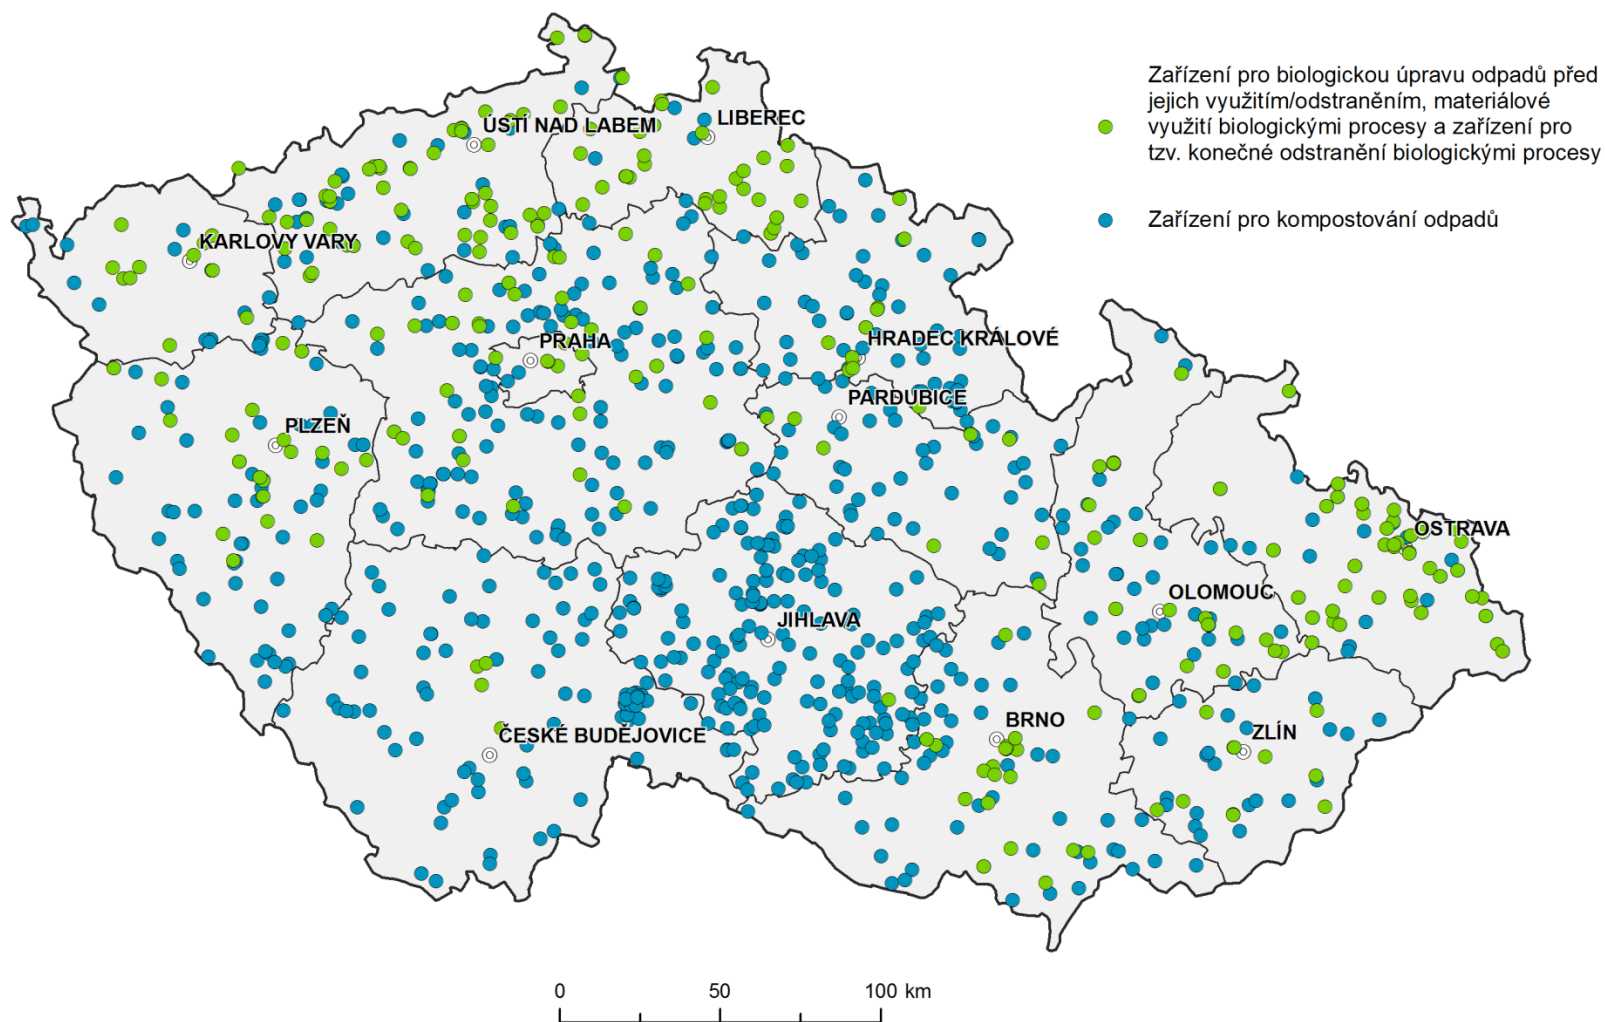 Zařízení pro biologickou úpravu odpadů před
jejich využitím/odstraněním, materiálové
využití biologickými procesy a zařízení pro
tzv. konečné odstranění biologickými procesy
Zařízení pro kompostování odpadů
ÚSTÍ NAD LABEM
LIBEREC
KARLOVY VARY
PRAHA
HRADEC KRÁLOVÉ
PARDUBICE
PLZEŇ
OSTRAVA
OLOMOUC
JIHLAVA
BRNO
ZLÍN
ČESKÉ BUDĚJOVICE
0 50 100 km